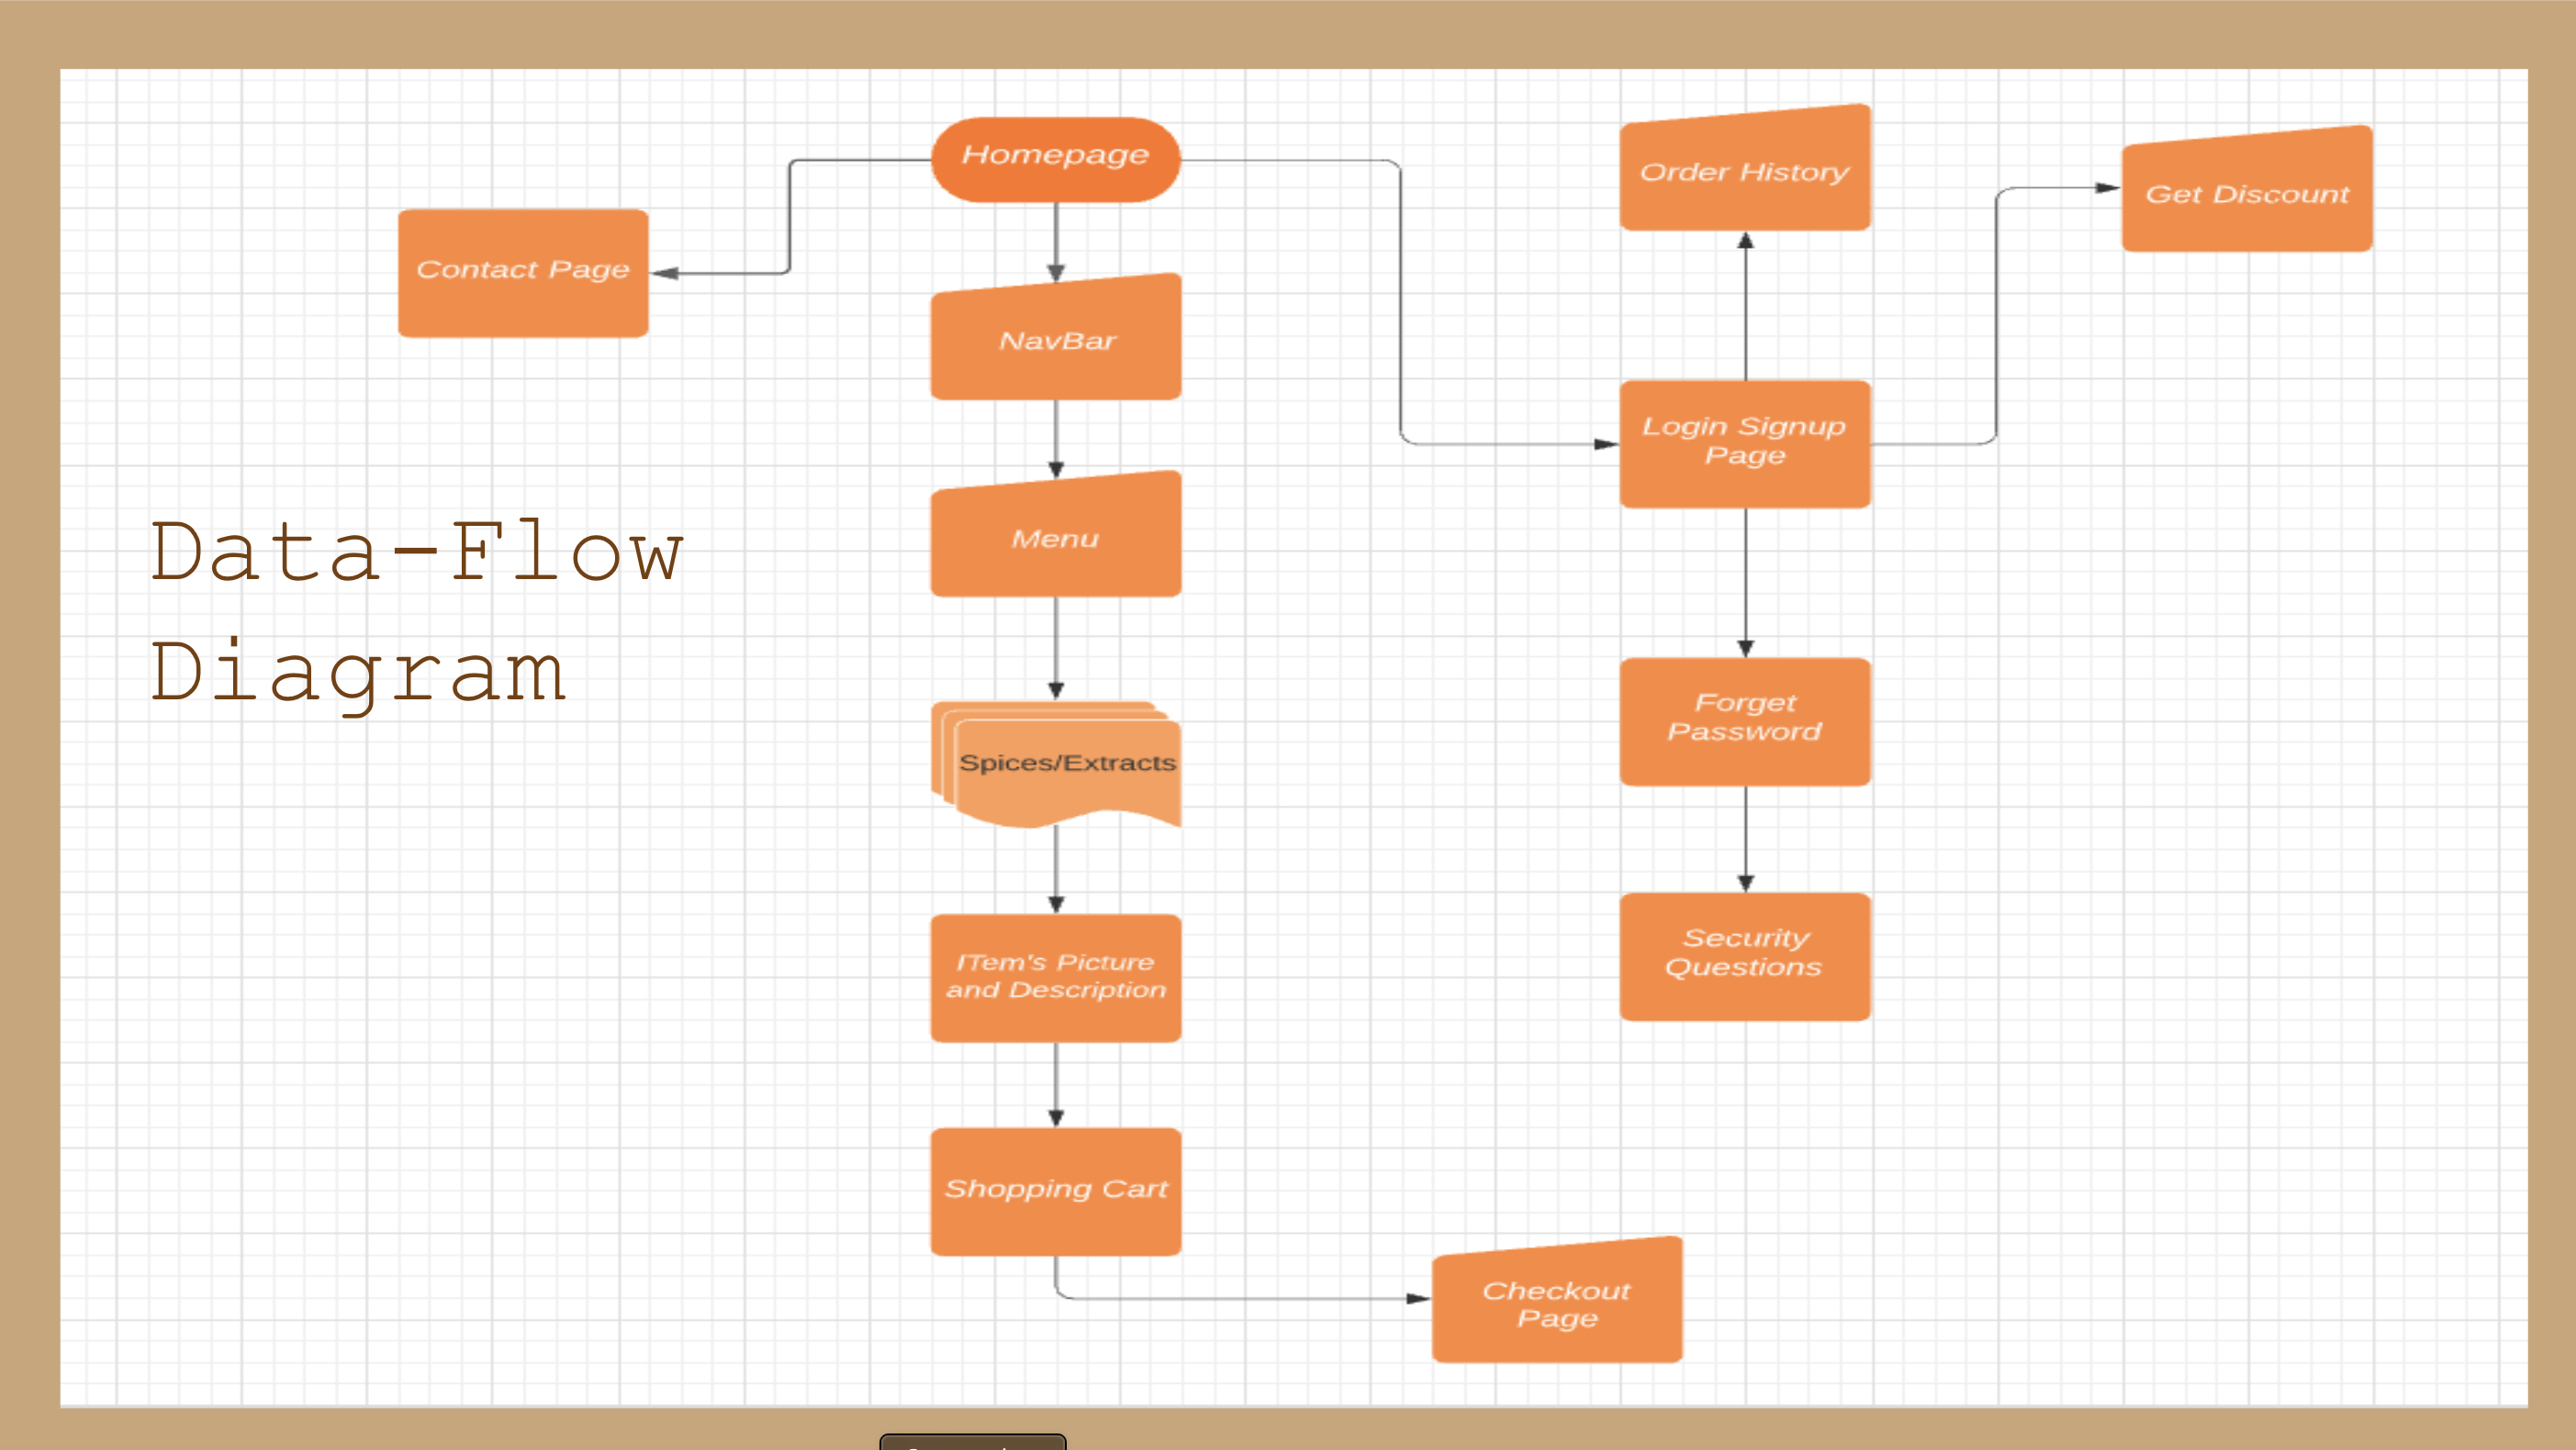 Homepage
Order History
Get Discount
Contact Page
NavBar
Login Signup
Page
Menu
Data-Flow
Diagram
Forget
Password
Spices/Extracts
Security
Questions
ITem's Picture
and Description
Shopping Cart
Checkout
Page